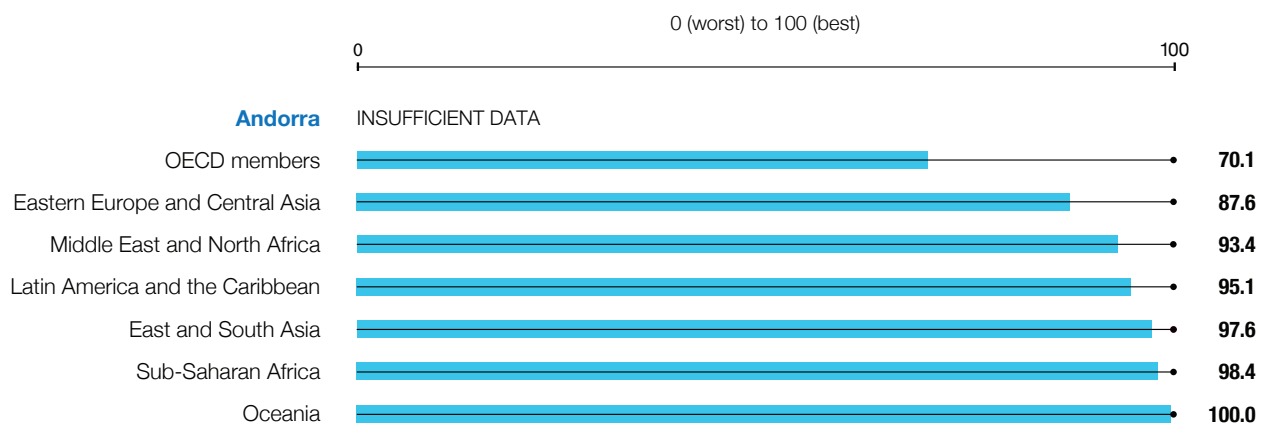 0 (worst) to 100 (best)
0 100
Andorra INSUFFICIENT DATA
OECD members 70.1
Eastern Europe and Central Asia 87.6
Middle East and North Africa 93.4
Latin America and the Caribbean 95.1
East and South Asia 97.6
Sub-Saharan Africa 98.4
Oceania 100.0